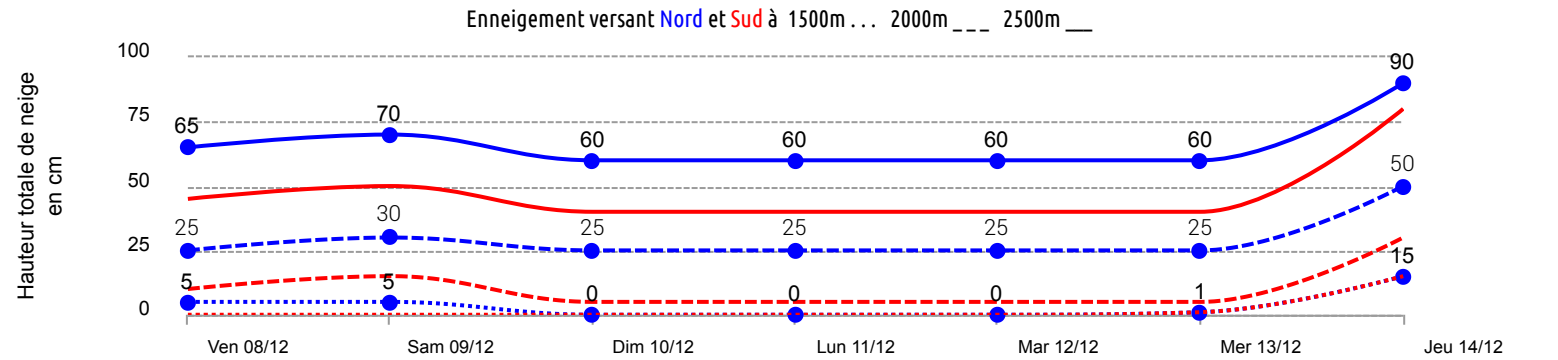 Enneigement versant Nord et Sud à 1500m . . . 2000m _ _ _ 2500m __
Hauteur totale de neige
en cm
100
75
50
25
0
65 70 60 60 60 60 90
25 30 25 25 25 25 50
5 5 0 0 0 1 15
Ven 08/12 Sam 09/12 Dim 10/12 Lun 11/12 Mar 12/12 Mer 13/12 Jeu 14/12